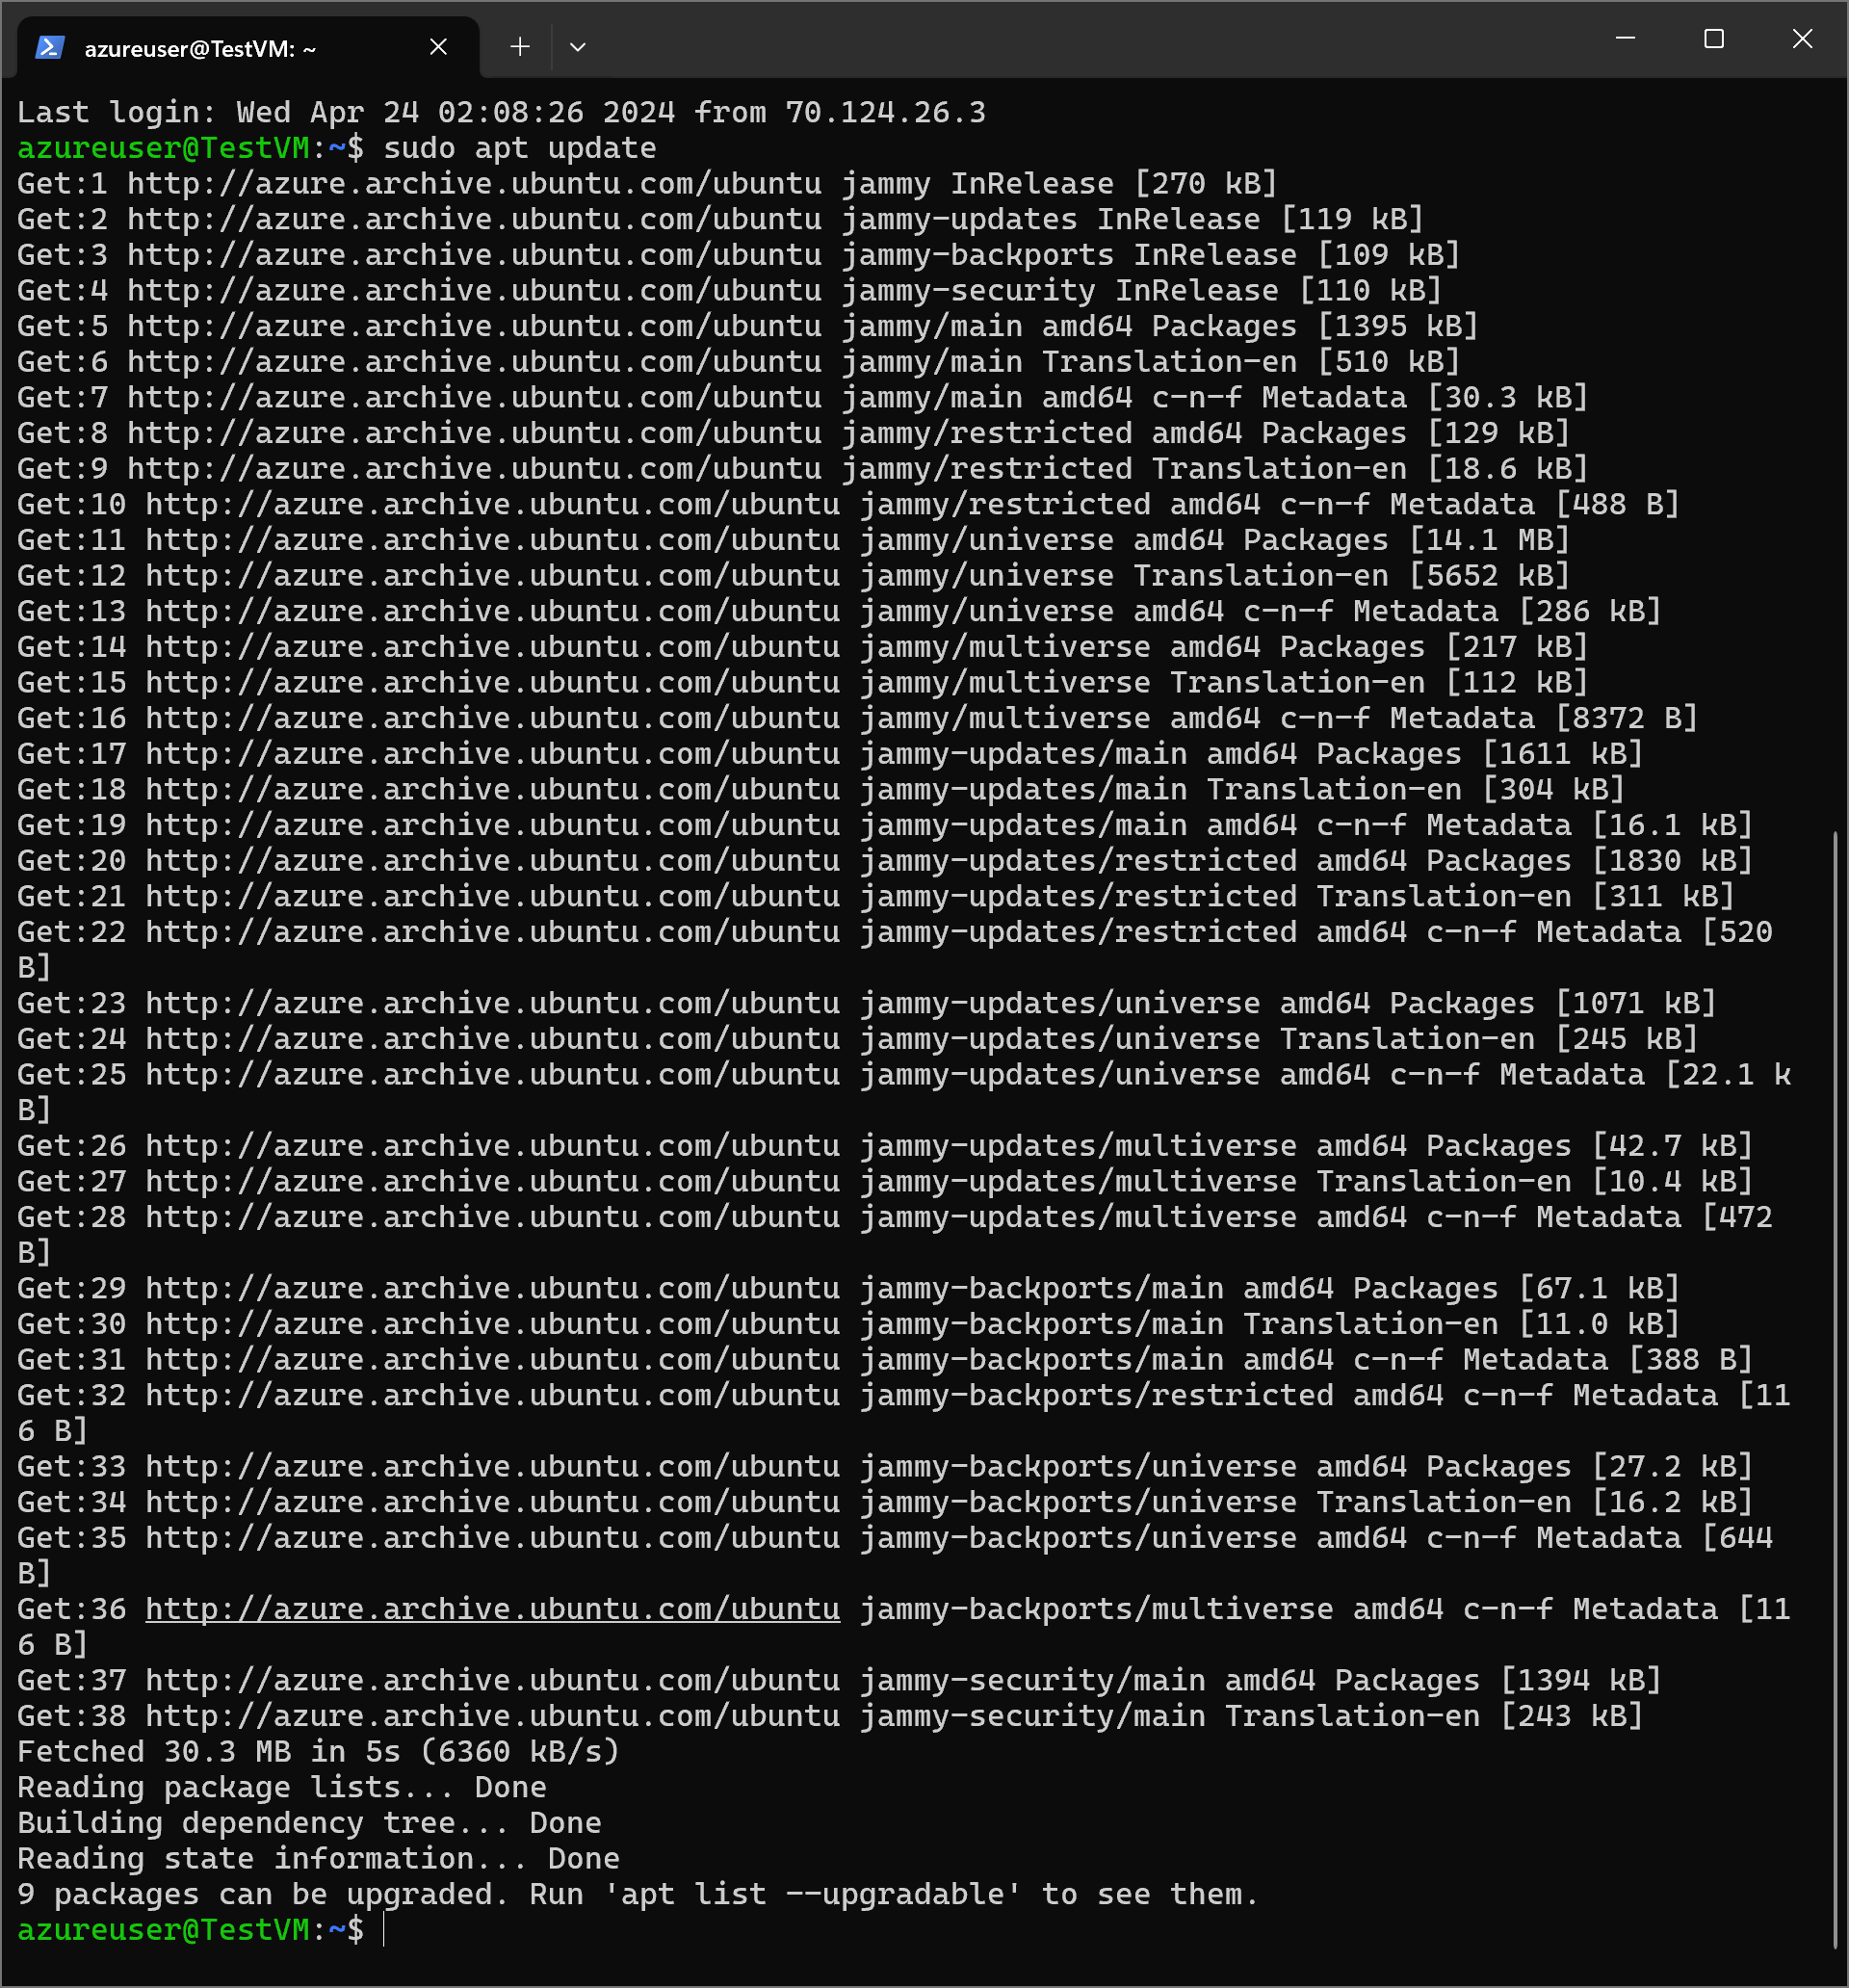 azureuser@TestVM: ~
Last login: Wed Apr 24 02:08:26 2024 from 70.124.26.3
azureuser@TestVM:~$ sudo apt update
Get:1 http://azure.archive.ubuntu.com/ubuntu jammy InRelease [270 kB]
Get:2 http://azure.archive.ubuntu.com/ubuntu jammy-updates InRelease [119 kB]
Get:3 http://azure.archive.ubuntu.com/ubuntu jammy-backports InRelease [109 kB]
Get:4 http://azure.archive.ubuntu.com/ubuntu jammy-security InRelease [110 kB]
Get:5 http://azure.archive.ubuntu.com/ubuntu jammy/main amd64 Packages [1395 kB]
Get:6 http://azure.archive.ubuntu.com/ubuntu jammy/main Translation-en [510 kB]
Get:7 http://azure.archive.ubuntu.com/ubuntu jammy/main amd64 c-n-f Metadata [30.3 kB]
Get:8 http://azure.archive.ubuntu.com/ubuntu jammy/restricted amd64 Packages [129 kB]
Get:9 http://azure.archive.ubuntu.com/ubuntu jammy/restricted Translation-en [18.6 kB]
Get:10 http://azure.archive.ubuntu.com/ubuntu jammy/restricted amd64 c-n-f Metadata [488 B]
Get:11 http://azure.archive.ubuntu.com/ubuntu jammy/universe amd64 Packages [14.1 MB]
Get:12 http://azure.archive.ubuntu.com/ubuntu jammy/universe Translation-en [5652 kB]
Get:13 http://azure.archive.ubuntu.com/ubuntu jammy/universe amd64 c-n-f Metadata [286 kB]
Get:14 http://azure.archive.ubuntu.com/ubuntu jammy/multiverse amd64 Packages [217 kB]
Get:15 http://azure.archive.ubuntu.com/ubuntu jammy/multiverse Translation-en [112 kB]
Get:16 http://azure.archive.ubuntu.com/ubuntu jammy/multiverse amd64 c-n-f Metadata [8372 B]
Get:17 http://azure.archive.ubuntu.com/ubuntu jammy-updates/main amd64 Packages [1611 kB]
Get:18 http://azure.archive.ubuntu.com/ubuntu jammy-updates/main Translation-en [304 kB]
Get:19 http://azure.archive.ubuntu.com/ubuntu jammy-updates/main amd64 c-n-f Metadata [16.1 kB]
Get:20 http://azure.archive.ubuntu.com/ubuntu jammy-updates/restricted amd64 Packages [1830 kB]
Get:21 http://azure.archive.ubuntu.com/ubuntu jammy-updates/restricted Translation-en [311 kB]
Get:22 http://azure.archive.ubuntu.com/ubuntu jammy-updates/restricted amd64 c-n-f Metadata [520
B]
Get:23 http://azure.archive.ubuntu.com/ubuntu jammy-updates/universe amd64 Packages [1071 kB]
Get:24 http://azure.archive.ubuntu.com/ubuntu jammy-updates/universe Translation-en [245 kB]
Get:25 http://azure.archive.ubuntu.com/ubuntu jammy-updates/universe amd64 c-n-f Metadata [22.1 k
B]
Get:26 http://azure.archive.ubuntu.com/ubuntu jammy-updates/multiverse amd64 Packages [42.7 kB]
Get:27 http://azure.archive.ubuntu.com/ubuntu jammy-updates/multiverse Translation-en [10.4 kB]
Get:28 http://azure.archive.ubuntu.com/ubuntu jammy-updates/multiverse amd64 c-n-f Metadata [472
B]
Get:29 http://azure.archive.ubuntu.com/ubuntu jammy-backports/main amd64 Packages [67.1 kB]
Get:30 http://azure.archive.ubuntu.com/ubuntu jammy-backports/main Translation-en [11.0 kB]
Get:31 http://azure.archive.ubuntu.com/ubuntu jammy-backports/main amd64 c-n-f Metadata [388 B]
Get:32 http://azure.archive.ubuntu.com/ubuntu jammy-backports/restricted amd64 c-n-f Metadata [11
6 B]
Get:33 http://azure.archive.ubuntu.com/ubuntu jammy-backports/universe amd64 Packages [27.2 kB]
Get:34 http://azure.archive.ubuntu.com/ubuntu jammy-backports/universe Translation-en [16.2 kB]
Get:35 http://azure.archive.ubuntu.com/ubuntu jammy-backports/universe amd64 c-n-f Metadata [644
B]
Get:36 http://azure.archive.ubuntu.com/ubuntu jammy-backports/multiverse amd64 c-n-f Metadata [11
6 B]
Get:37 http://azure.archive.ubuntu.com/ubuntu jammy-security/main amd64 Packages [1394 kB]
Get:38 http://azure.archive.ubuntu.com/ubuntu jammy-security/main Translation-en [243 kB]
Fetched 30.3 MB in 5s (6360 kB/s)
Reading package lists... Done
Building dependency tree... Done
Reading state information... Done
9 packages can be upgraded. Run 'apt list --upgradable' to see them.
azureuser@TestVM:~$